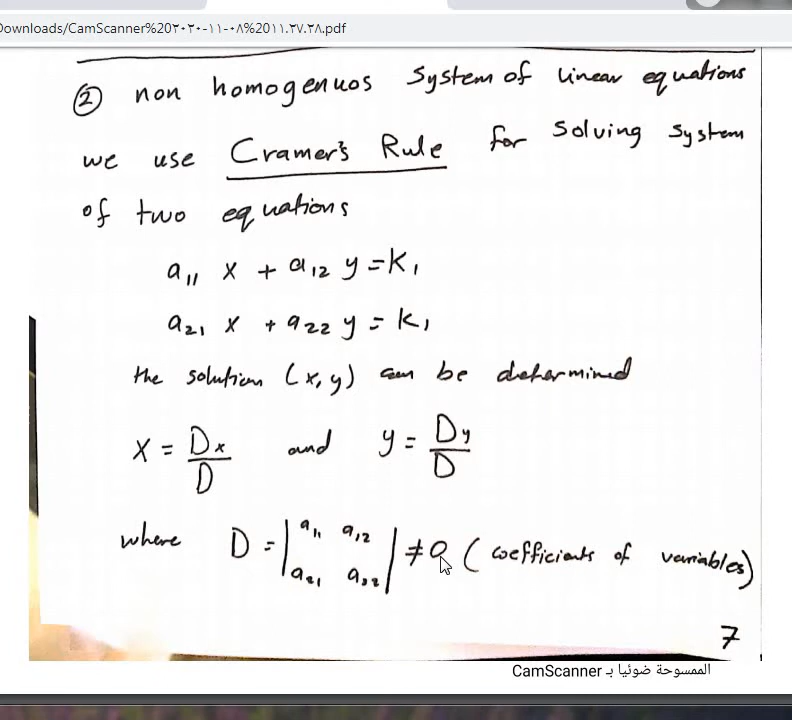 Downloads/CamScanner%20٢٠٢٠-١١-٠٨%20١١.٢٧.٢٨.pdf
② non homogenuos system of linear equations
we use Cramer's Rule for solving system
of two equations
a₁₁ x + a₁₂ y = k₁
a₂₁ x + a₂₂ y = k₁
the solution (x, y) can be determined
x = Dx/D and y = Dy/D
where D = |a₁₁ a₁₂ a₂₁ a₂₂| ≠ 0 (coefficients of variables)
7
الممسوحة ضوئيا بـ CamScanner